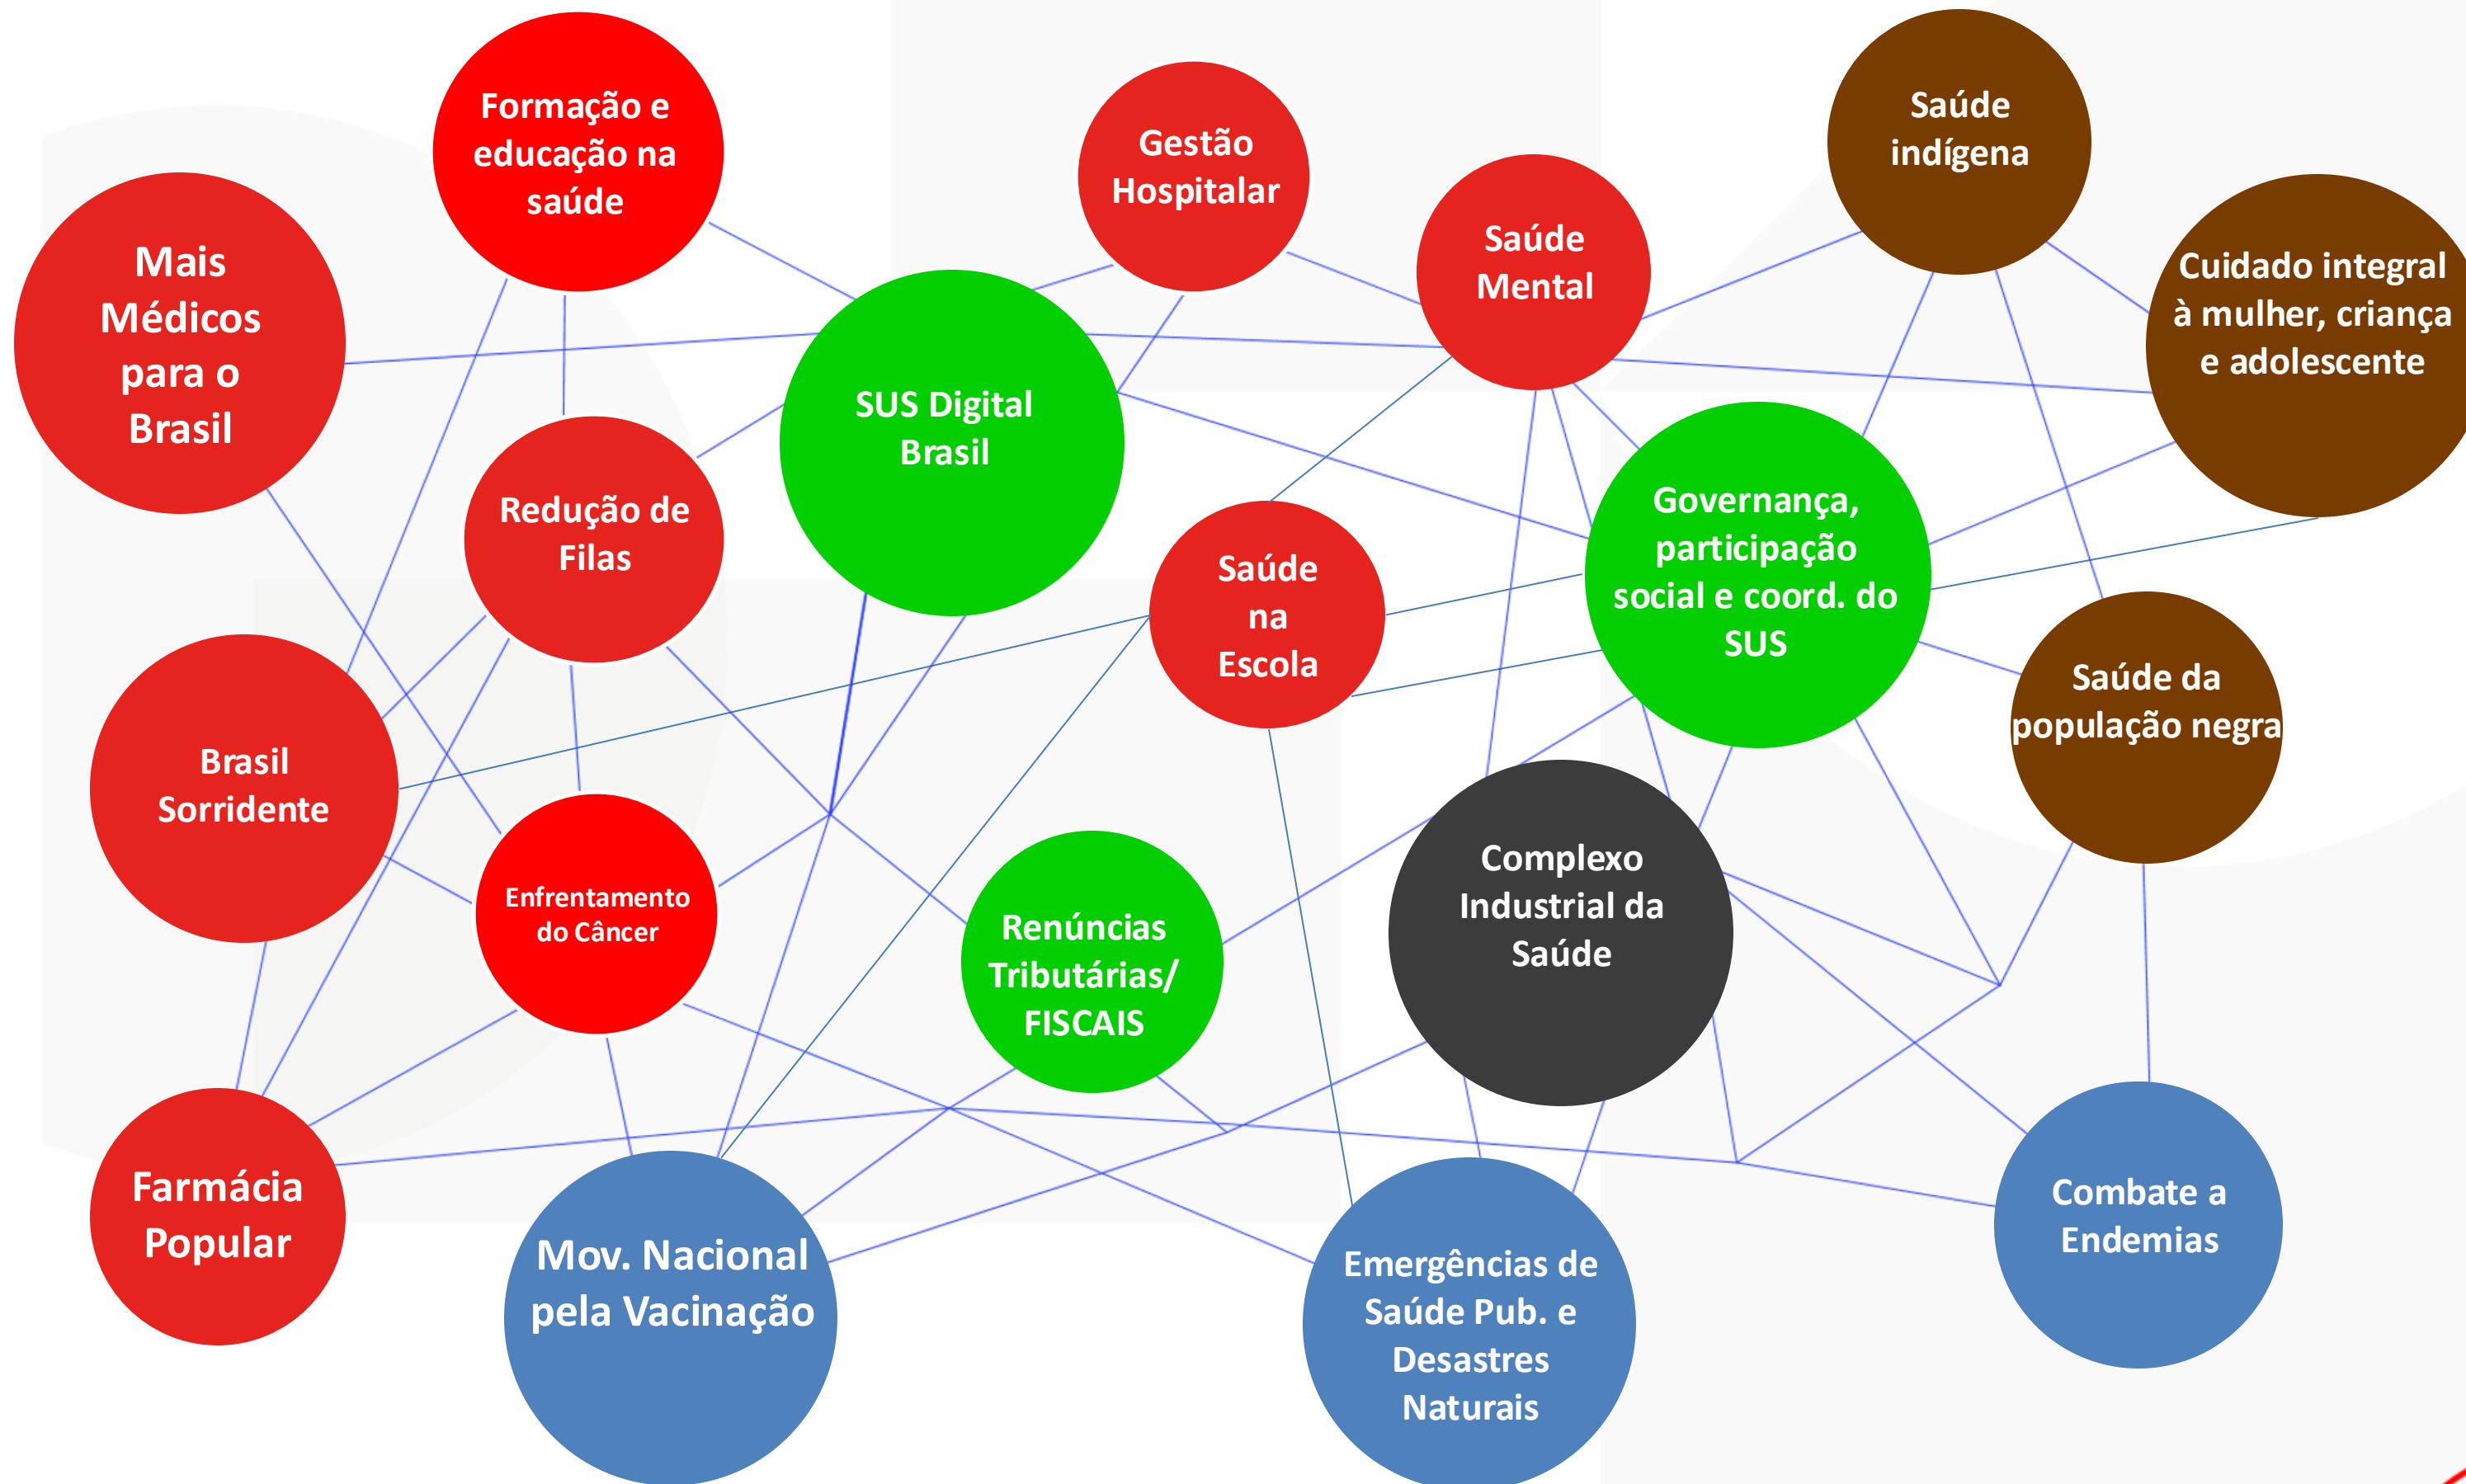 Formação e
educação na
saúde
Gestão
Hospitalar
Saúde
indígena
Mais
Médicos
para o
Brasil
Saúde
Mental
Cuidado integral
à mulher, criança
e adolescente
SUS Digital
Brasil
Redução de
Filas
Saúde
na
Escola
Governança,
participação
social e coord. do
SUS
Saúde da
população negra
Brasil
Sorridente
Enfrentamento
do Câncer
Renúncias
Tributárias/
FISCAIS
Complexo
Industrial da
Saúde
Farmácia
Popular
Mov. Nacional
pela Vacinação
Emergências de
Saúde Pub. e
Desastres
Naturais
Combate a
Endemias